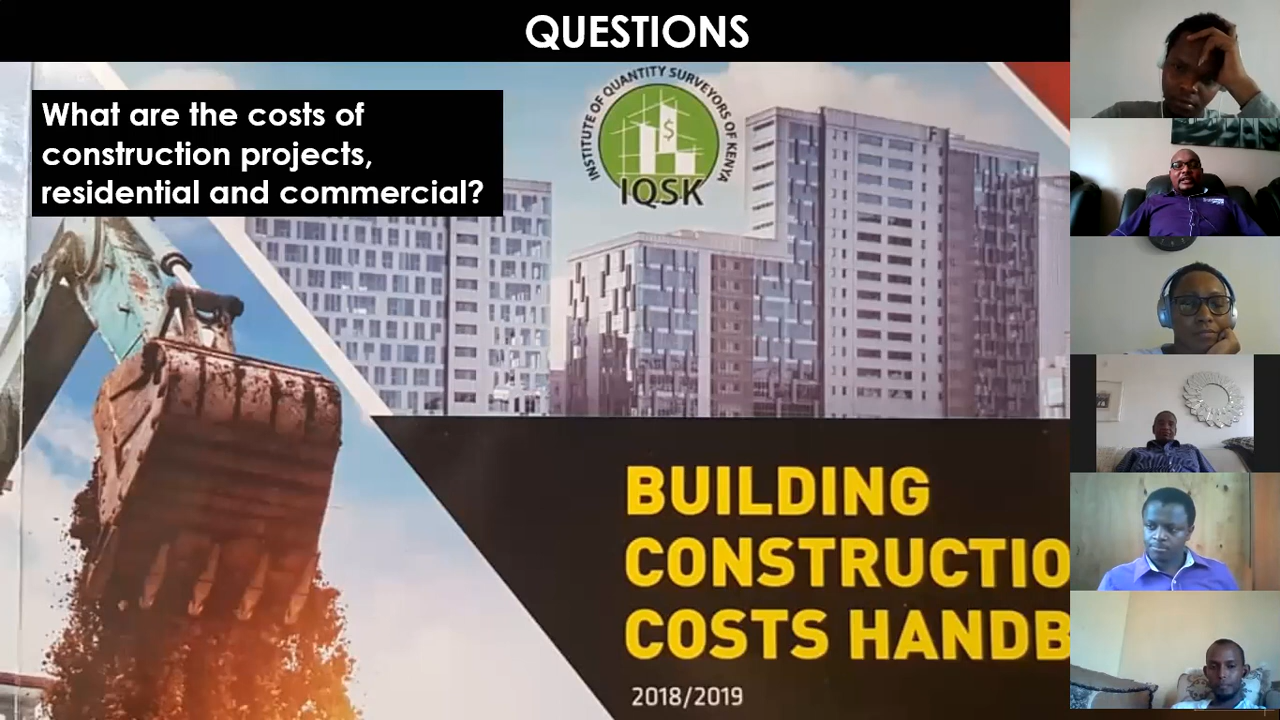 QUESTIONS
What are the costs of
construction projects,
residential and commercial?
INSTITUTE OF QUANTITY SURVEYORS OF KENYA
$
IQSK
BUILDING
CONSTRUCTIO
COSTS HANDB
2018/2019